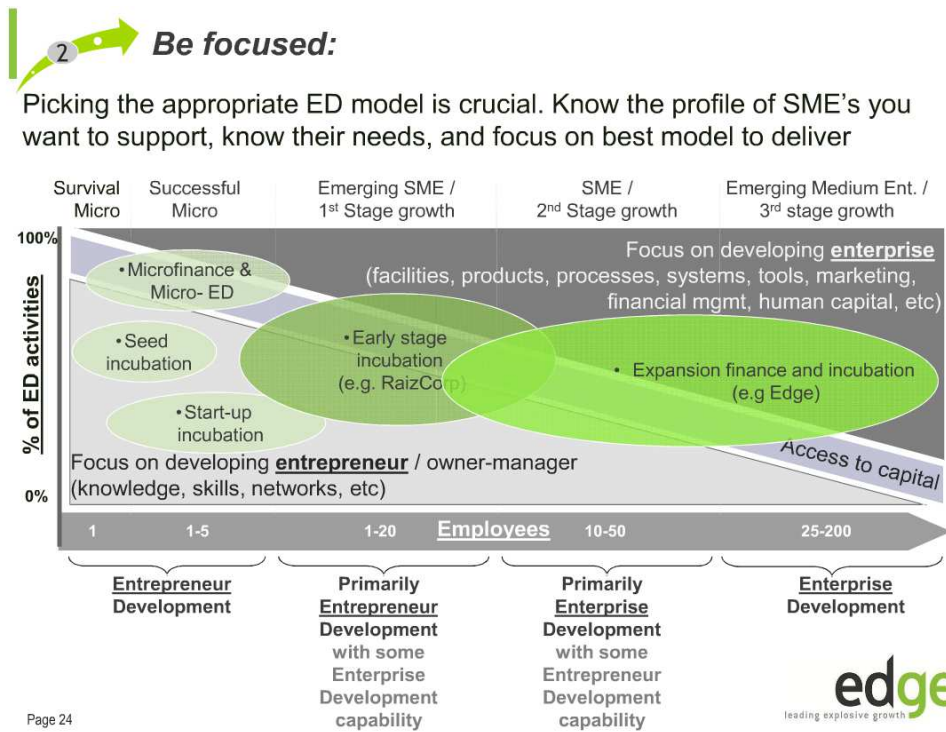 2
Be focused:
Picking the appropriate ED model is crucial. Know the profile of SME's you
want to support, know their needs, and focus on best model to deliver
Survival
Micro
Successful
Micro
Emerging SME /
1st Stage growth
SME /
2nd Stage growth
Emerging Medium Ent. /
3rd stage growth
100%
% of ED activities
0%
Focus on developing enterprise
(facilities, products, processes, systems, tools, marketing,
financial mgmt, human capital, etc)
•Microfinance &
Micro- ED
•Seed
incubation
•Start-up
incubation
•Early stage
incubation
(e.g. RaizCorp)
• Expansion finance and incubation
(e.g Edge)
Access to capital
Focus on developing entrepreneur / owner-manager
(knowledge, skills, networks, etc)
1
1-5
1-20
Employees
10-50
25-200
Entrepreneur
Development
Primarily
Entrepreneur
Development
with some
Enterprise
Development
capability
Primarily
Enterprise
Development
with some
Entrepreneur
Development
capability
Enterprise
Development
Page 24
edge
leading explosive growth